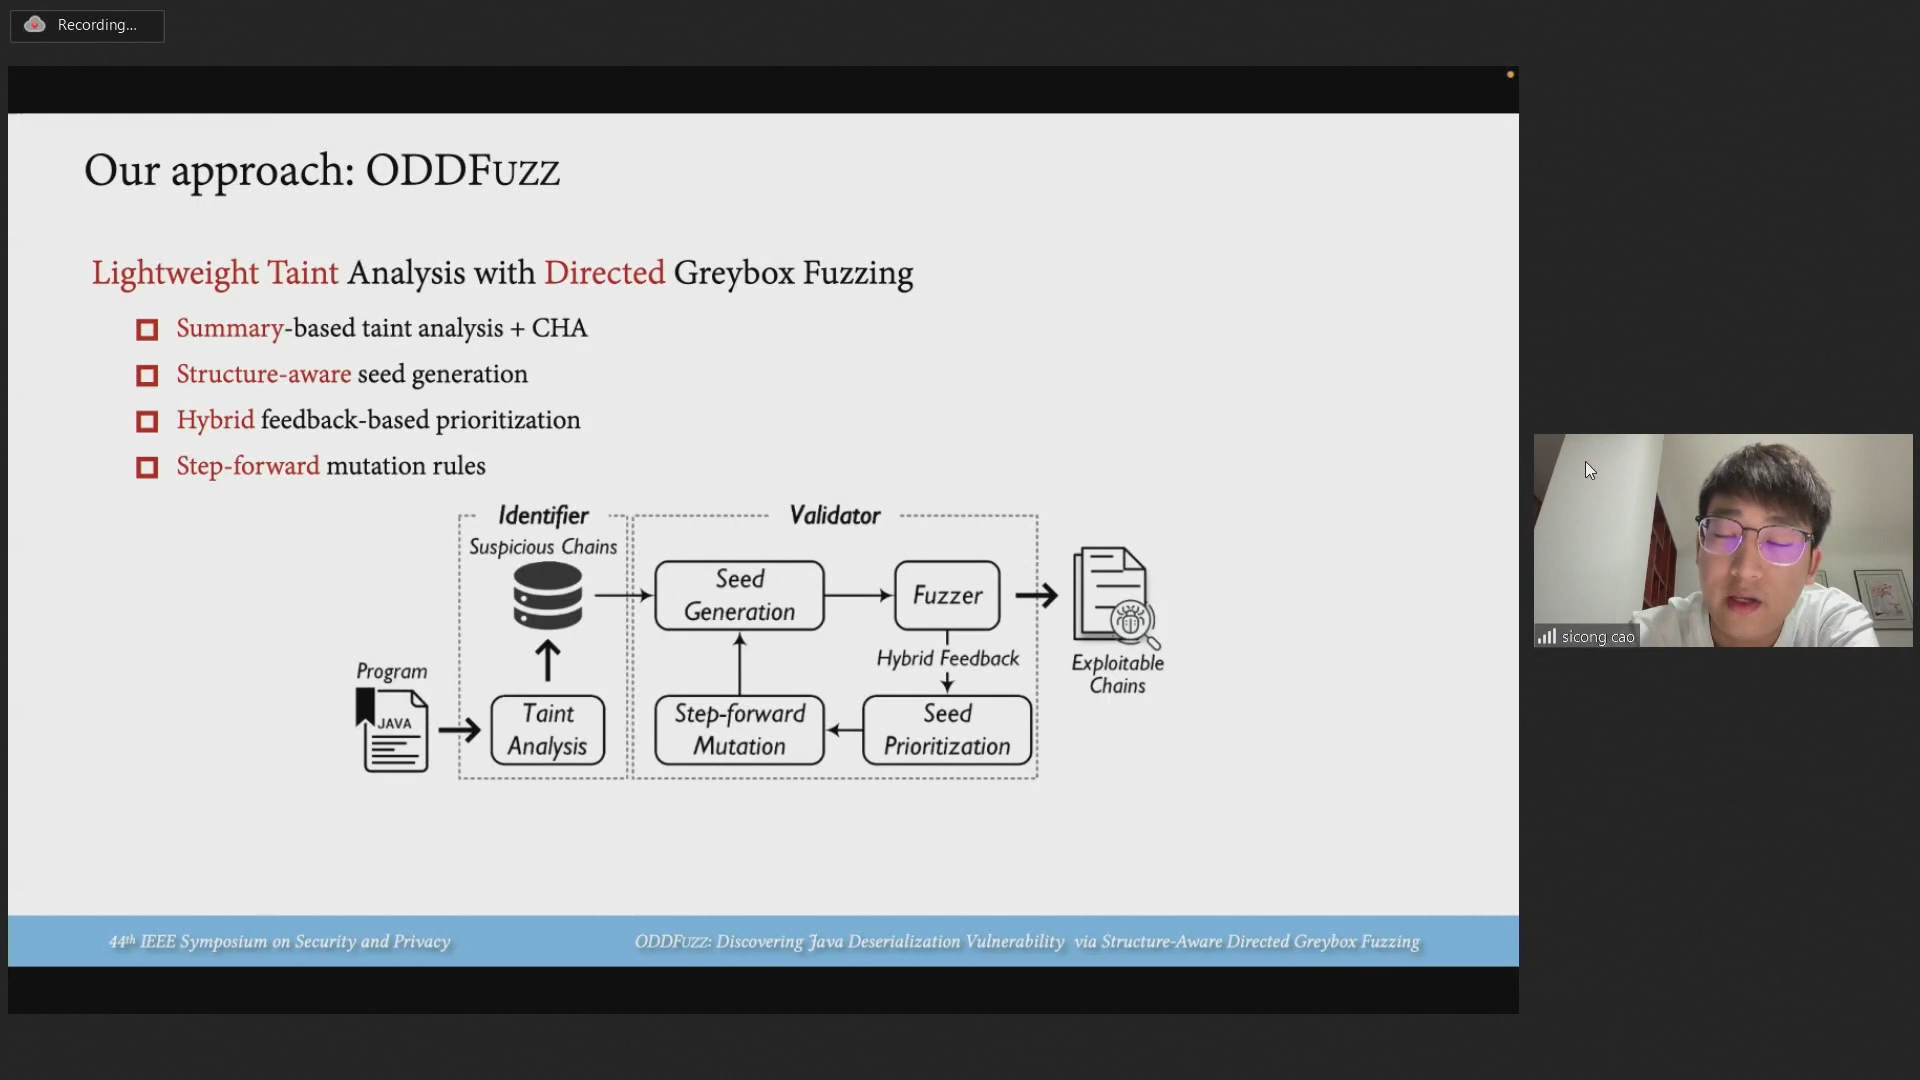 Recording...
Our approach: ODDFUZZ
Lightweight Taint Analysis with Directed Greybox Fuzzing
Summary-based taint analysis + CHA
Structure-aware seed generation
Hybrid feedback-based prioritization
Step-forward mutation rules
Identifier
Suspicious Chains
Validator
Seed
Generation
Fuzzer
Hybrid Feedback
Exploitable
Chains
Program
JAVA
Taint
Analysis
Step-forward
Mutation
Seed
Prioritization
sicong cao
44th IEEE Symposium on Security and Privacy
ODDFUZZ: Discovering Java Deserialization Vulnerability via Structure-Aware Directed Greybox Fuzzing